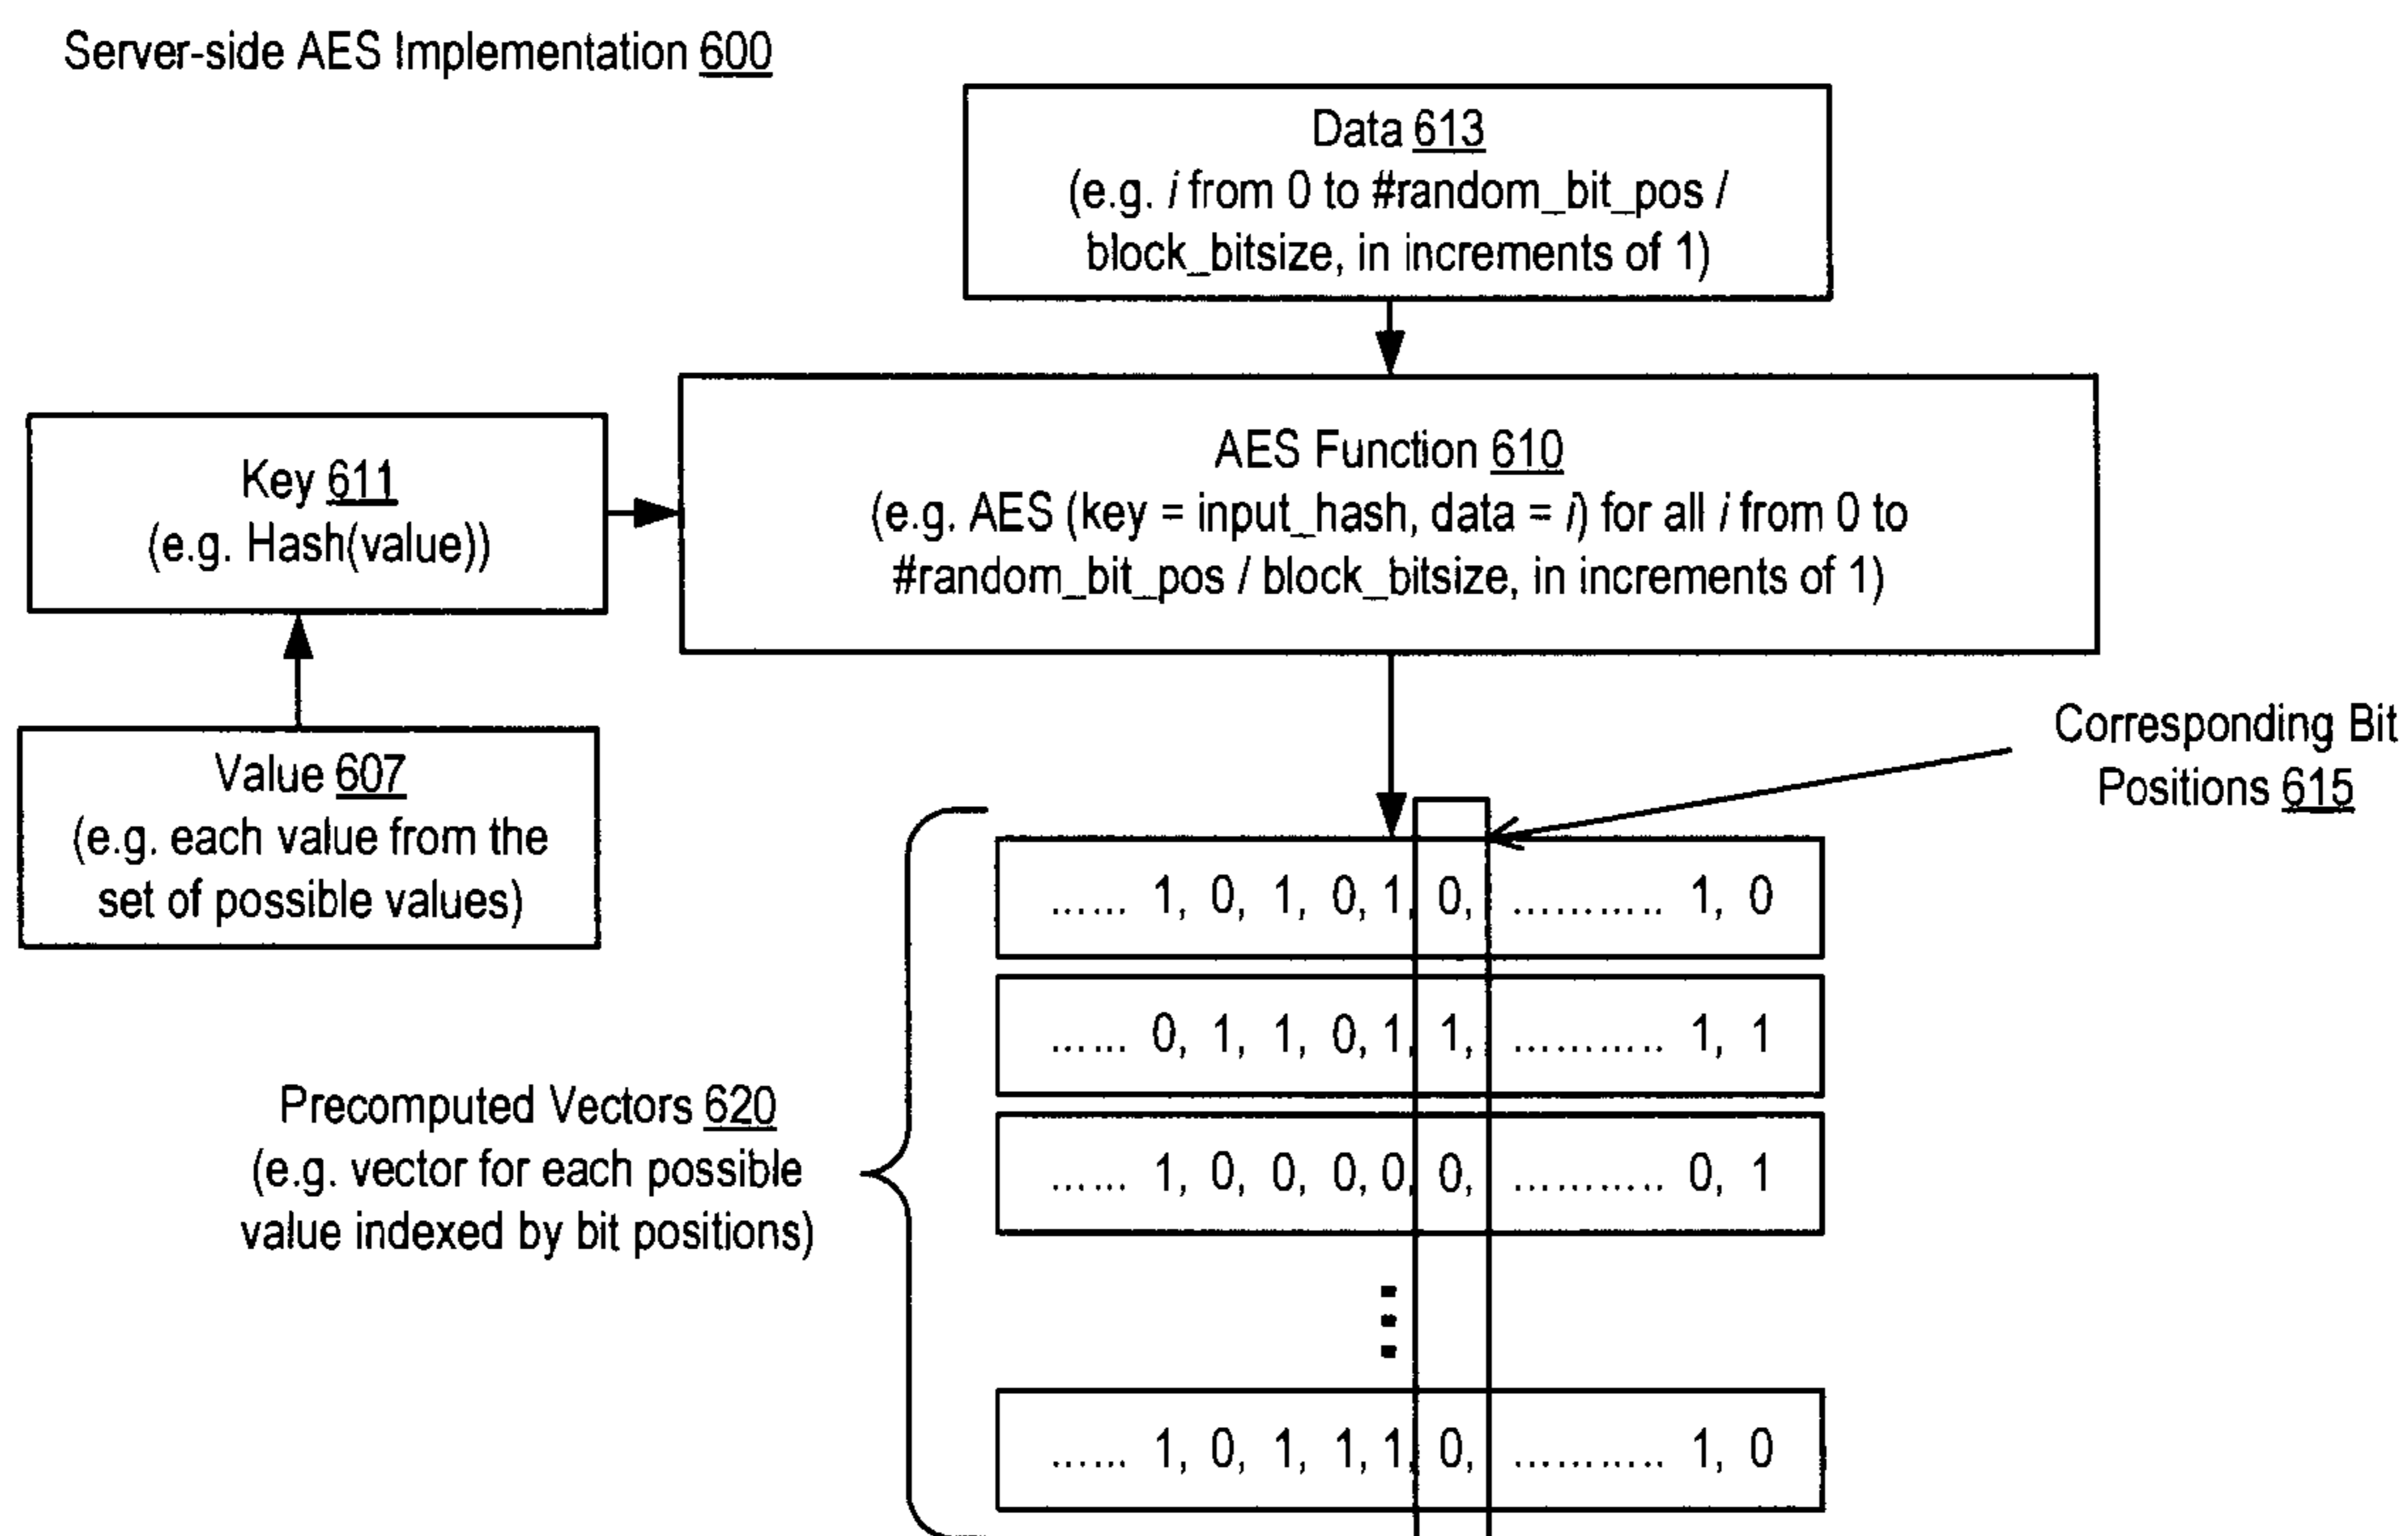 Server-side AES Implementation 600
Data 613
(e.g. i from 0 to #random_bit_pos /
block_bitsize, in increments of 1)
AES Function 610
(e.g. AES (key = input_hash, data = i) for all i from 0 to
#random_bit_pos / block_bitsize, in increments of 1)
Key 611
(e.g. Hash(value))
Value 607
(e.g. each value from the
set of possible values)
Corresponding Bit
Positions 615
...... 1, 0, 1, 0, 1, 0, ........... 1, 0
...... 0, 1, 1, 0, 1, 1, ........... 1, 1
Precomputed Vectors 620
(e.g. vector for each possible
value indexed by bit positions)
...... 1, 0, 0, 0, 0, 0, ........... 0, 1
...... 1, 0, 1, 1, 1, 0, ........... 1, 0